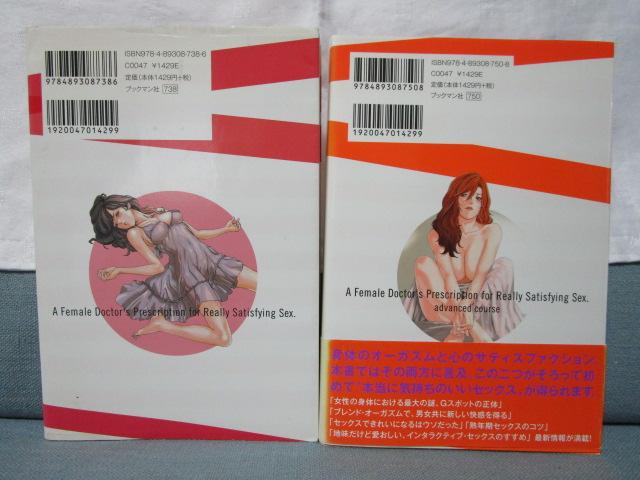 ISBN978-4-89308-738-6
C0047 ¥1429E
定価(本体1429円+税)
ブックマン社 738
9784893087386
1920047014299
A Female Doctor's Prescription for Really Satisfying Sex.
ISBN978-4-89308-750-8
C0047 ¥1429E
定価(本体1429円+税)
ブックマン社 750
9784893087508
1920047014299
A Female Doctor's Prescription for Really Satisfying Sex.
advanced course
身体のオーガズムと心のサティスファクション
本書ではその両方に言及。この二つがそろって初
めて"本当に気持ちのいいセックス"が得られます
「女性の身体における最大の謎、Gスポットの正体」
「ブレンド・オーガズムで、男女共に新しい快感を得る」
「セックスできれいになるはウソだった」「熟年期セックスのコツ」
「地味だけど愛おしい、インタラクティブ・セックスのすすめ」 最新情報が満載!